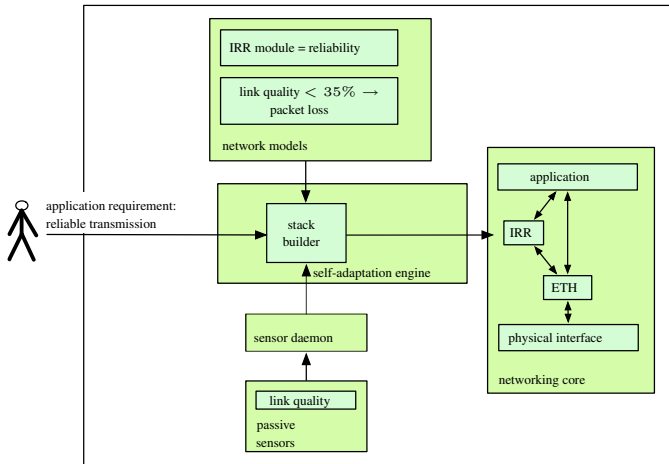 IRR module = reliability
link quality < 35% →
packet loss
network models
application requirement:
reliable transmission
stack
builder
self-adaptation engine
sensor daemon
link quality
passive
sensors
application
IRR
ETH
physical interface
networking core